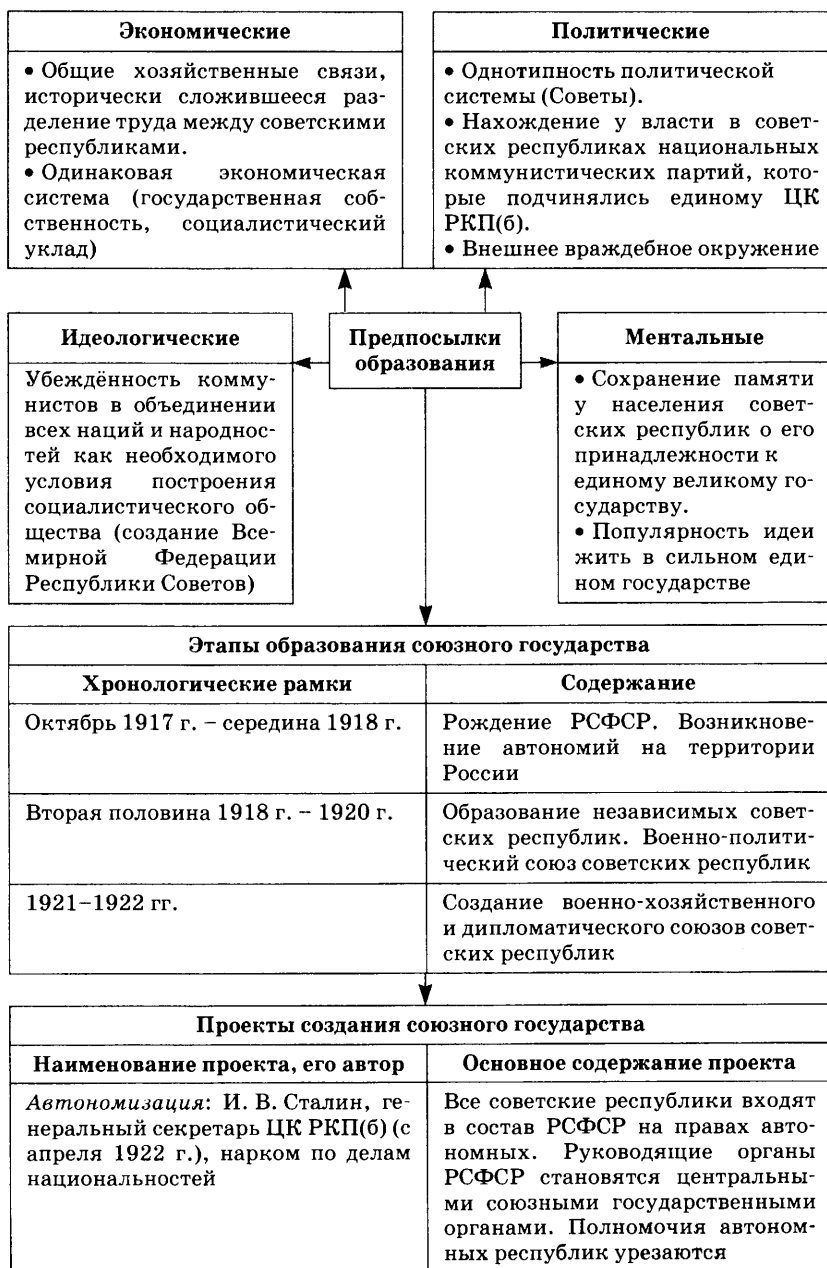 Экономические
• Общие хозяйственные связи,
исторически сложившееся раз-
деление труда между советскими
республиками.
• Одинаковая экономическая
система (государственная соб-
ственность, социалистический
уклад)
Политические
• Однотипность политической
системы (Советы).
• Нахождение у власти в совет-
ских республиках национальных
коммунистических партий, кото-
рые подчинялись единому ЦК
РКП(б).
• Внешнее враждебное окружение
Идеологические
Убеждённость комму-
нистов в объединении
всех наций и народнос-
тей как необходимого
условия построения
социалистического об-
щества (создание Все-
мирной Федерации
Республики Советов)
Предпосылки
образования
Ментальные
• Сохранение памяти
у населения совет-
ских республик о его
принадлежности к
единому великому го-
сударству.
• Популярность идеи
жить в сильном еди-
ном государстве
Этапы образования союзного государства
Хронологические рамки
Содержание
Октябрь 1917 г. – середина 1918 г.
Рождение РСФСР. Возникнове-
ние автономий на территории
России
Вторая половина 1918 г. – 1920 г.
Образование независимых совет-
ских республик. Военно-полити-
ческий союз советских республик
1921–1922 гг.
Создание военно-хозяйственного
и дипломатического союзов совет-
ских республик
Проекты создания союзного государства
Наименование проекта, его автор
Основное содержание проекта
Автономизация: И. В. Сталин, ге-
неральный секретарь ЦК РКП(б) (с
апреля 1922 г.), нарком по делам
национальностей
Все советские республики входят
в состав РСФСР на правах авто-
номных. Руководящие органы
РСФСР становятся центральны-
ми союзными государственными
органами. Полномочия автоном-
ных республик урезаются